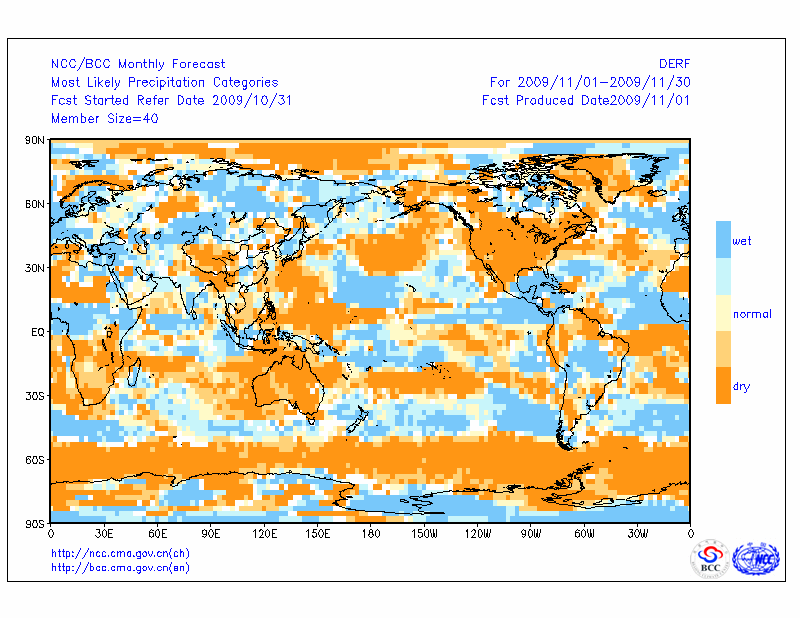 NCC/BCC Monthly Forecast DERF
Most Likely Precipitation Categories For 2009/11/01-2009/11/30
Fcst Started Refer Date 2009/10/31 Fcst Produced Date2009/11/01
Member Size=40
90N
60N
30N
EQ
30S
60S
90S
wet
normal
dry
0 30E 60E 90E 120E 150E 180 150W 120W 90W 60W 30W 0
http://ncc.cma.gov.cn(ch)
http://bcc.cma.gov.cn(en)
BCC
NCC